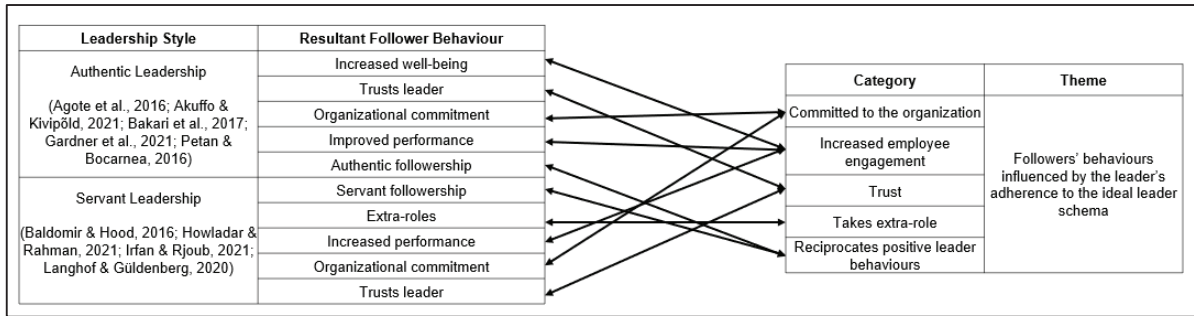 Leadership Style
Resultant Follower Behaviour
Authentic Leadership
(Agote et al., 2016; Akuffo &
Kivipõld, 2021; Bakari et al., 2017;
Gardner et al., 2021; Petan &
Bocarnea, 2016)
Increased well-being
Trusts leader
Organizational commitment
Improved performance
Authentic followership
Servant Leadership
(Baldomir & Hood, 2016; Howladar &
Rahman, 2021; Irfan & Rjoub, 2021;
Langhof & Güldenberg, 2020)
Servant followership
Extra-roles
Increased performance
Organizational commitment
Trusts leader
Category
Theme
Committed to the organization
Increased employee
engagement
Trust
Takes extra-role
Reciprocates positive leader
behaviours
Followers' behaviours
influenced by the leader's
adherence to the ideal leader
schema